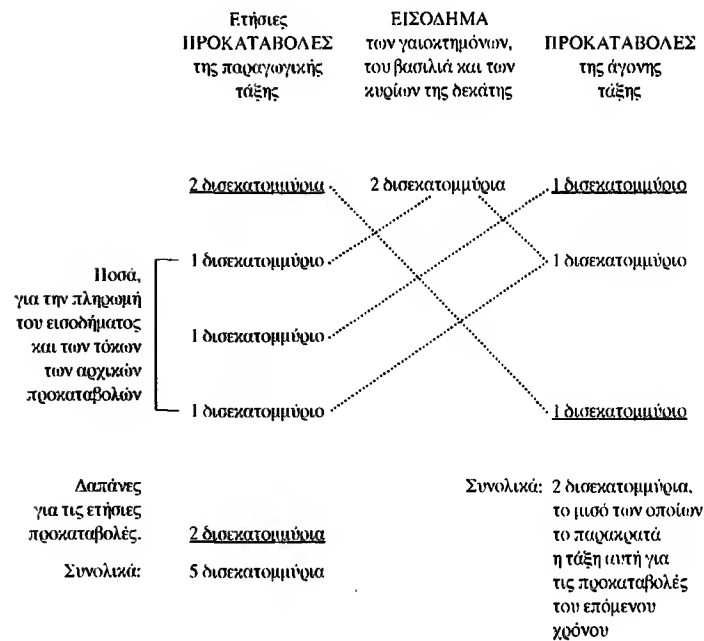 Ετήσιες
ΠΡΟΚΑΤΑΒΟΛΕΣ
της παραγωγικής
τάξης
ΕΙΣΟΔΗΜΑ
των γαιοκτημόνων,
του βασιλιά και των
κυρίων της δεκάτης
ΠΡΟΚΑΤΑΒΟΛΕΣ
της άγονης
τάξης
2 δισεκατομμύρια
2 δισεκατομμύρια
1 δισεκατομμύριο
1 δισεκατομμύριο
1 δισεκατομμύριο
Ποσά,
για την πληρωμή
του εισοδήματος
και των τόκων
των αρχικών
προκαταβολών
1 δισεκατομμύριο
1 δισεκατομμύριο
1 δισεκατομμύριο
Δαπάνες
για τις ετήσιες
προκαταβολές.
2 δισεκατομμύρια
Συνολικά:
5 δισεκατομμύρια
Συνολικά: 2 δισεκατομμύρια,
το μισό των οποίων
το παρακρατά
η τάξη αυτή για
τις προκαταβολές
του επόμενου
χρόνου